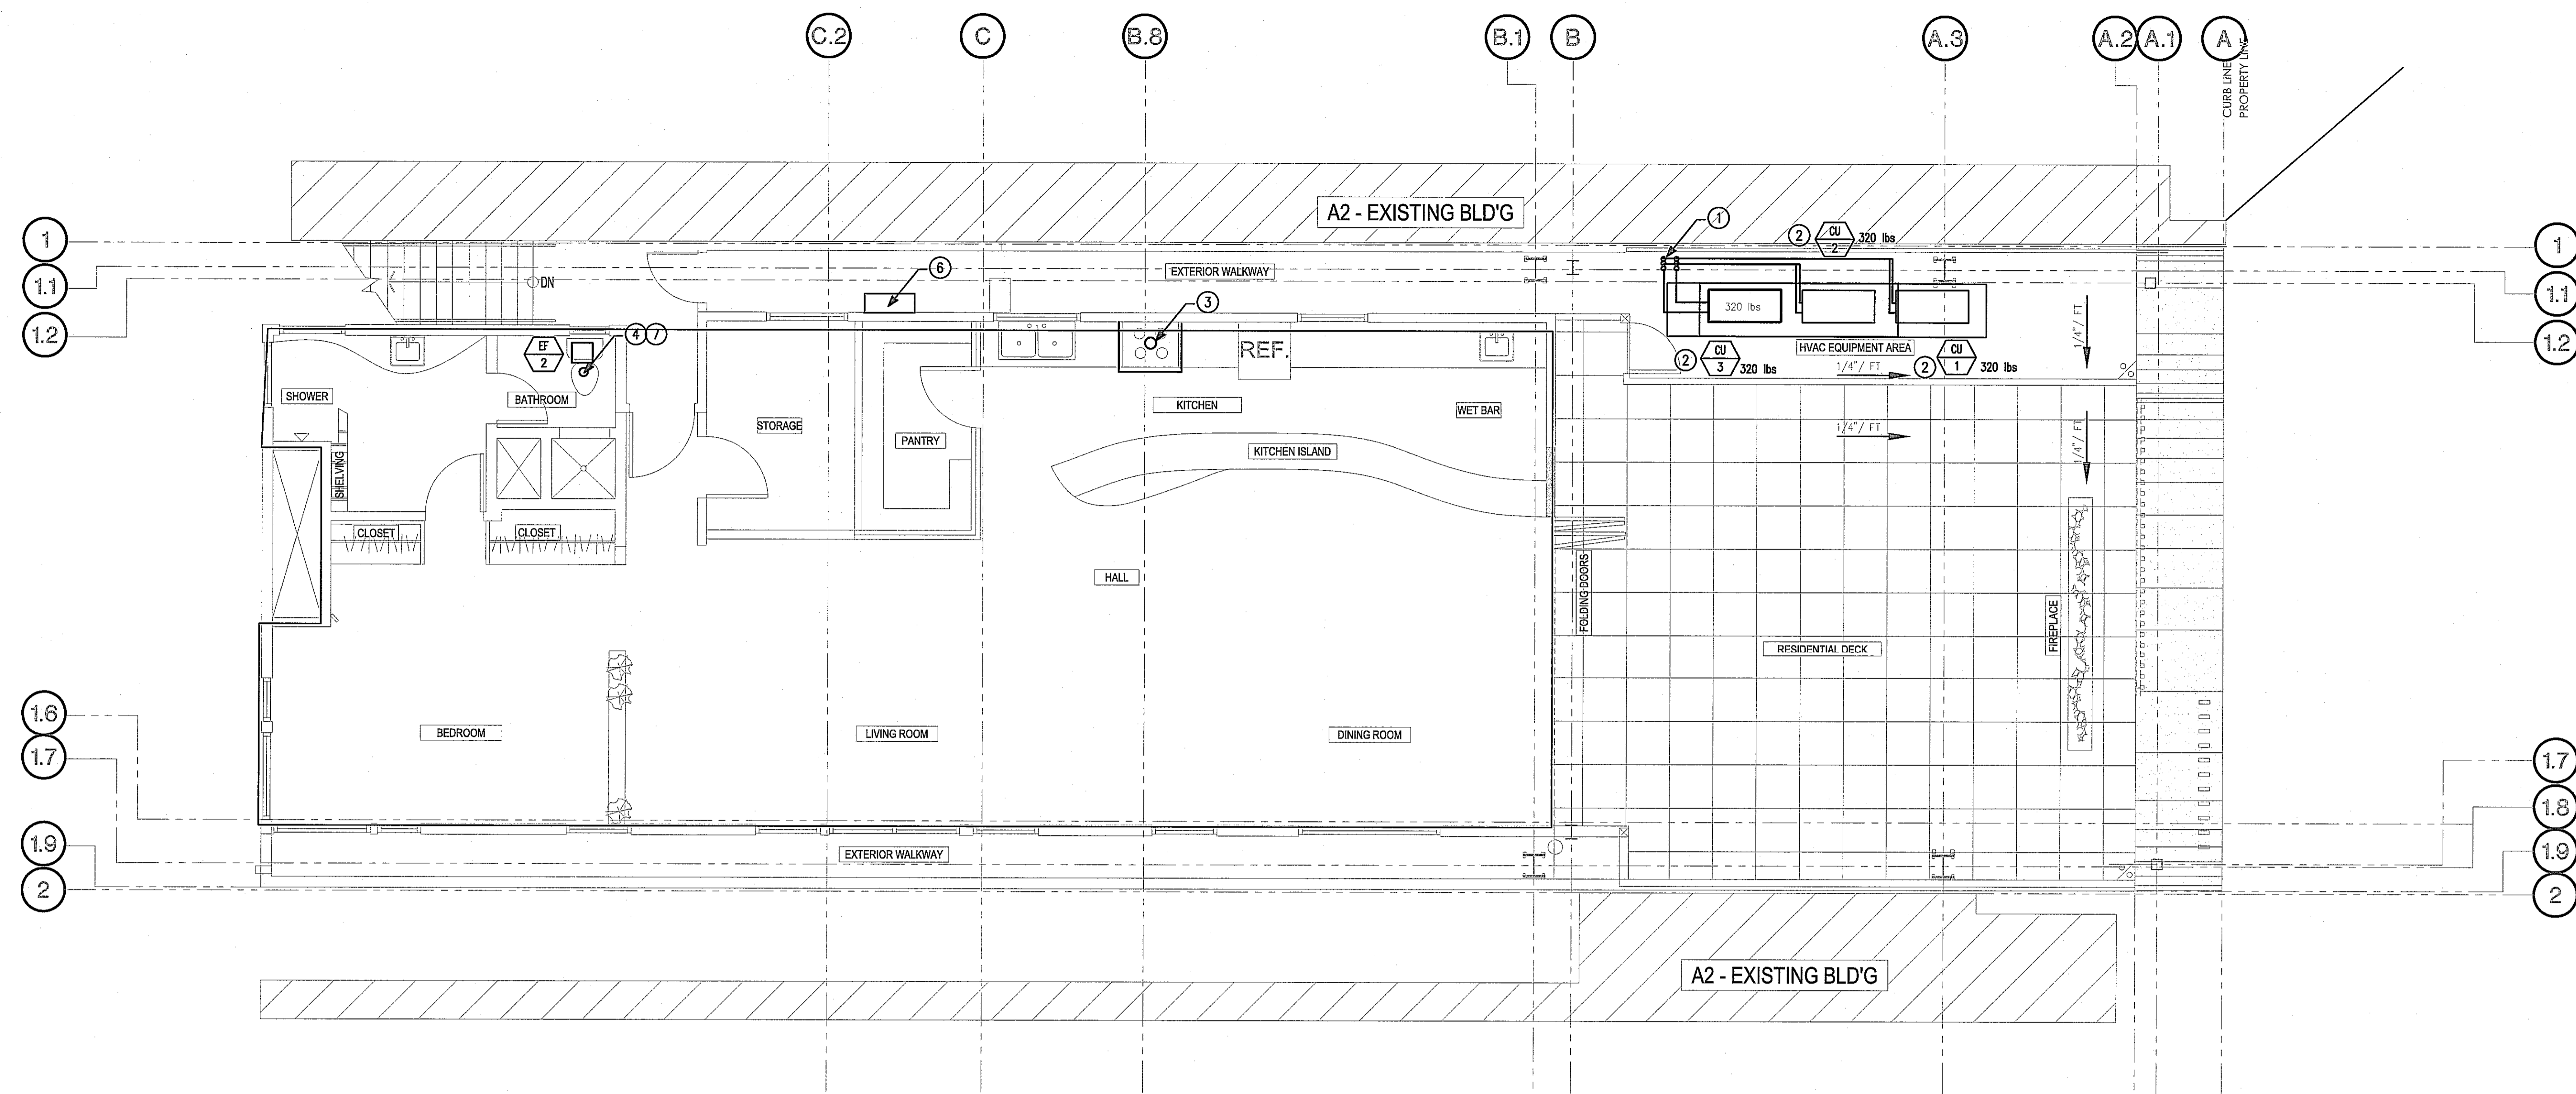 C.2
C
B.8
B.1
B
A.3
A.2
A.1
A
CURB LINE
PROPERTY LINE
A2 - EXISTING BLD'G
1
1
1
2
CU
2
320 lbs
1.1
EXTERIOR WALKWAY
6
DN
1.1
3
320 lbs
1/4"/ FT
1.2
EF
2
4
7
REF.
HVAC EQUIPMENT AREA
1.2
2
CU
3
320 lbs
1/4"/ FT
2
CU
1
320 lbs
SHOWER
BATHROOM
KITCHEN
WET BAR
STORAGE
PANTRY
KITCHEN ISLAND
1/4"/ FT
1/4"/ FT
SHELVING
CLOSET
CLOSET
HALL
FOLDING DOORS
FIREPLACE
RESIDENTIAL DECK
1.6
BEDROOM
LIVING ROOM
DINING ROOM
1.7
1.7
1.8
1.9
EXTERIOR WALKWAY
1.9
2
2
A2 - EXISTING BLD'G